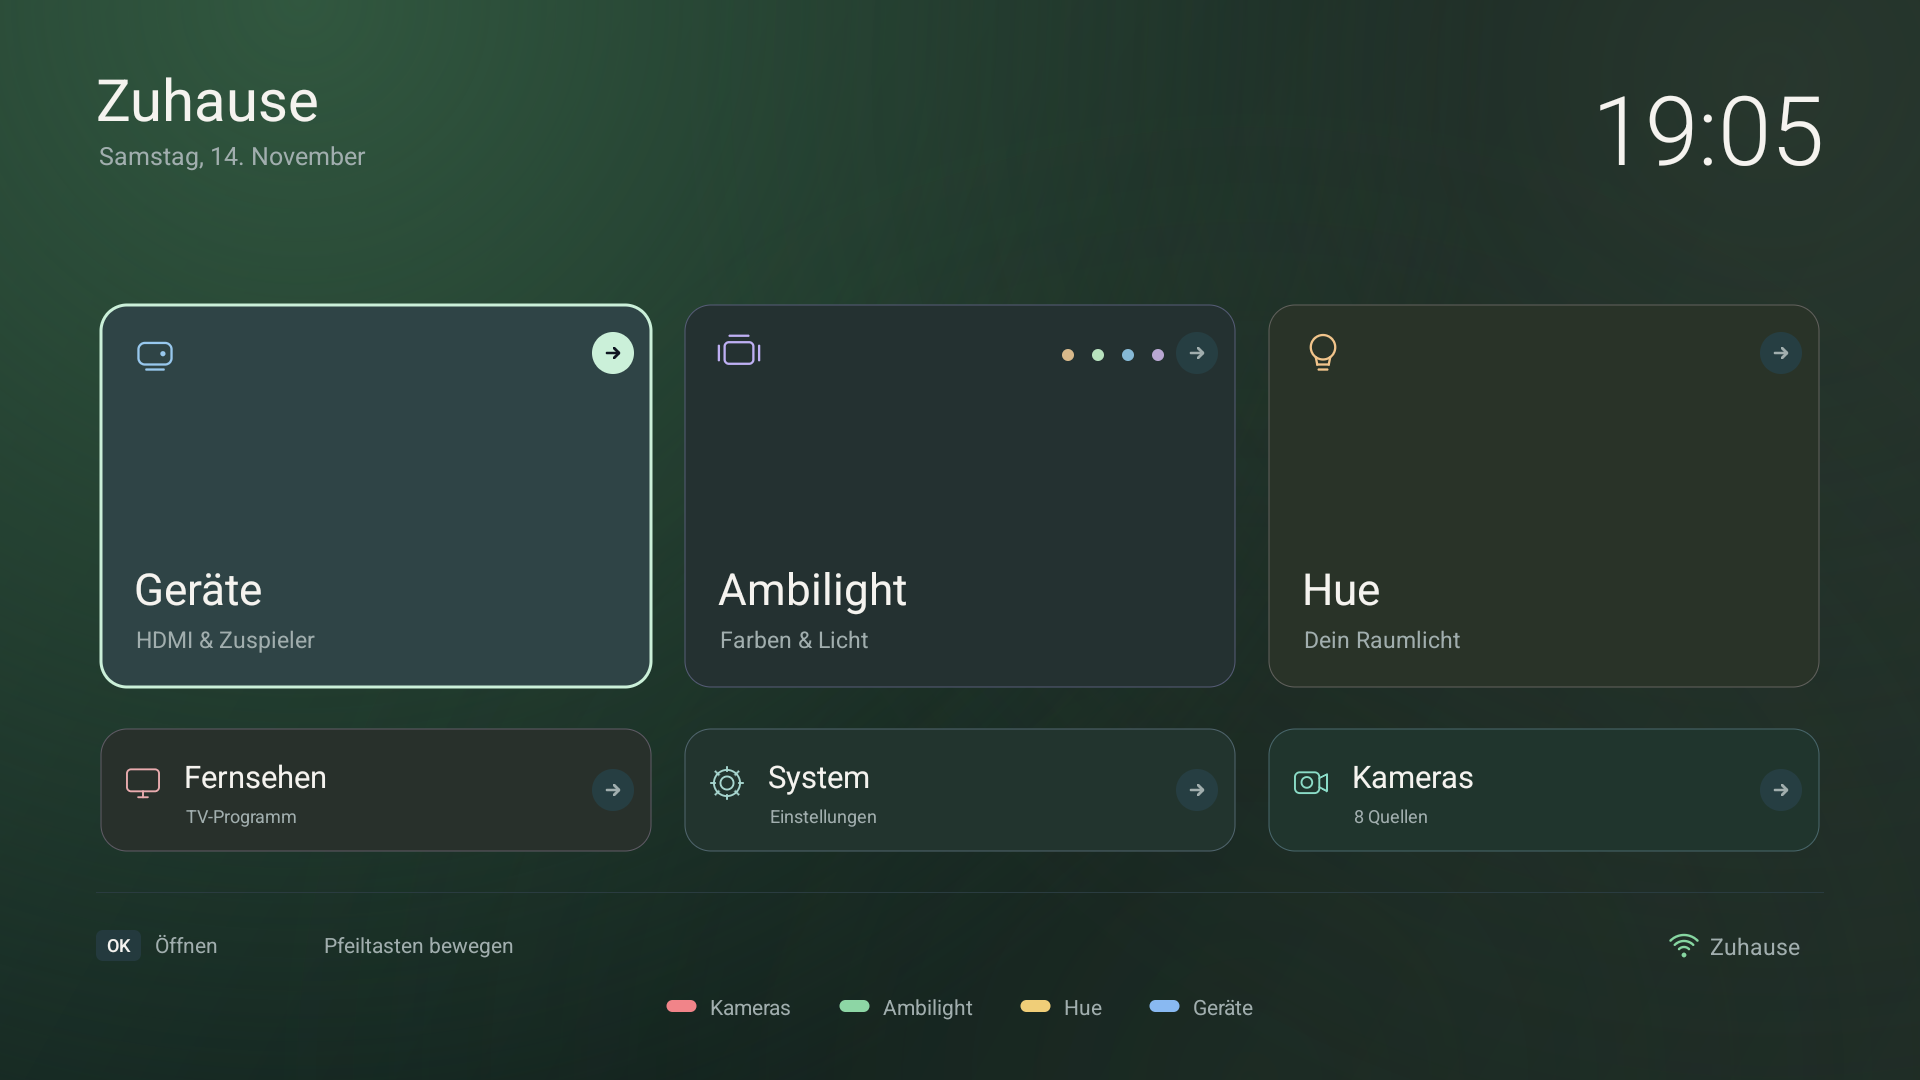 Zuhause
Samstag, 14. November
19:05
Geräte
HDMI & Zuspieler
Ambilight
Farben & Licht
Hue
Dein Raumlicht
Fernsehen
TV-Programm
System
Einstellungen
Kameras
8 Quellen
OK Öffnen Pfeiltasten bewegen
Zuhause
Kameras Ambilight Hue Geräte